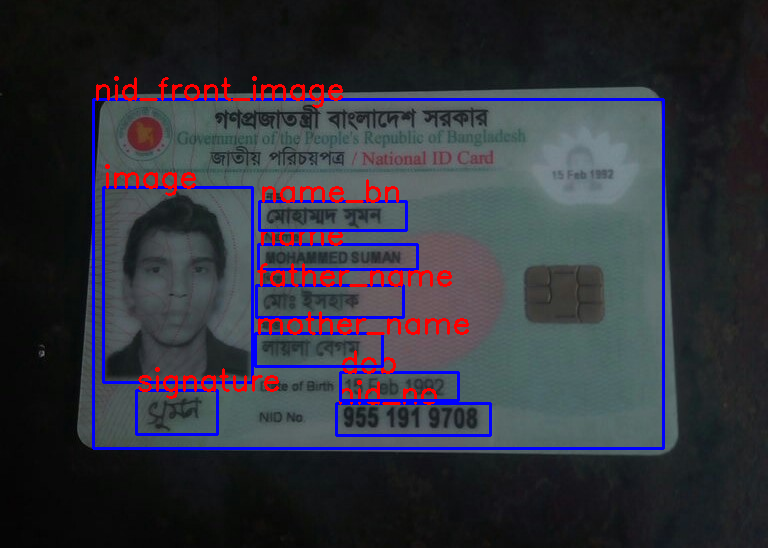 nid_front_image
গণপ্রজাতন্ত্রী বাংলাদেশ সরকার
Government of the People's Republic of Bangladesh
জাতীয় পরিচয়পত্র / National ID Card
15 Feb 1992
image
name_bn
মোহাম্মদ সুমন
name
Name
MOHAMMED SUMAN
father_name
মোঃ ইসহাক
mother_name
লায়লা বেগম
dob
Date of Birth 15 Feb 1992
signature
nid_no
সুমন
NID No. 955 191 9708